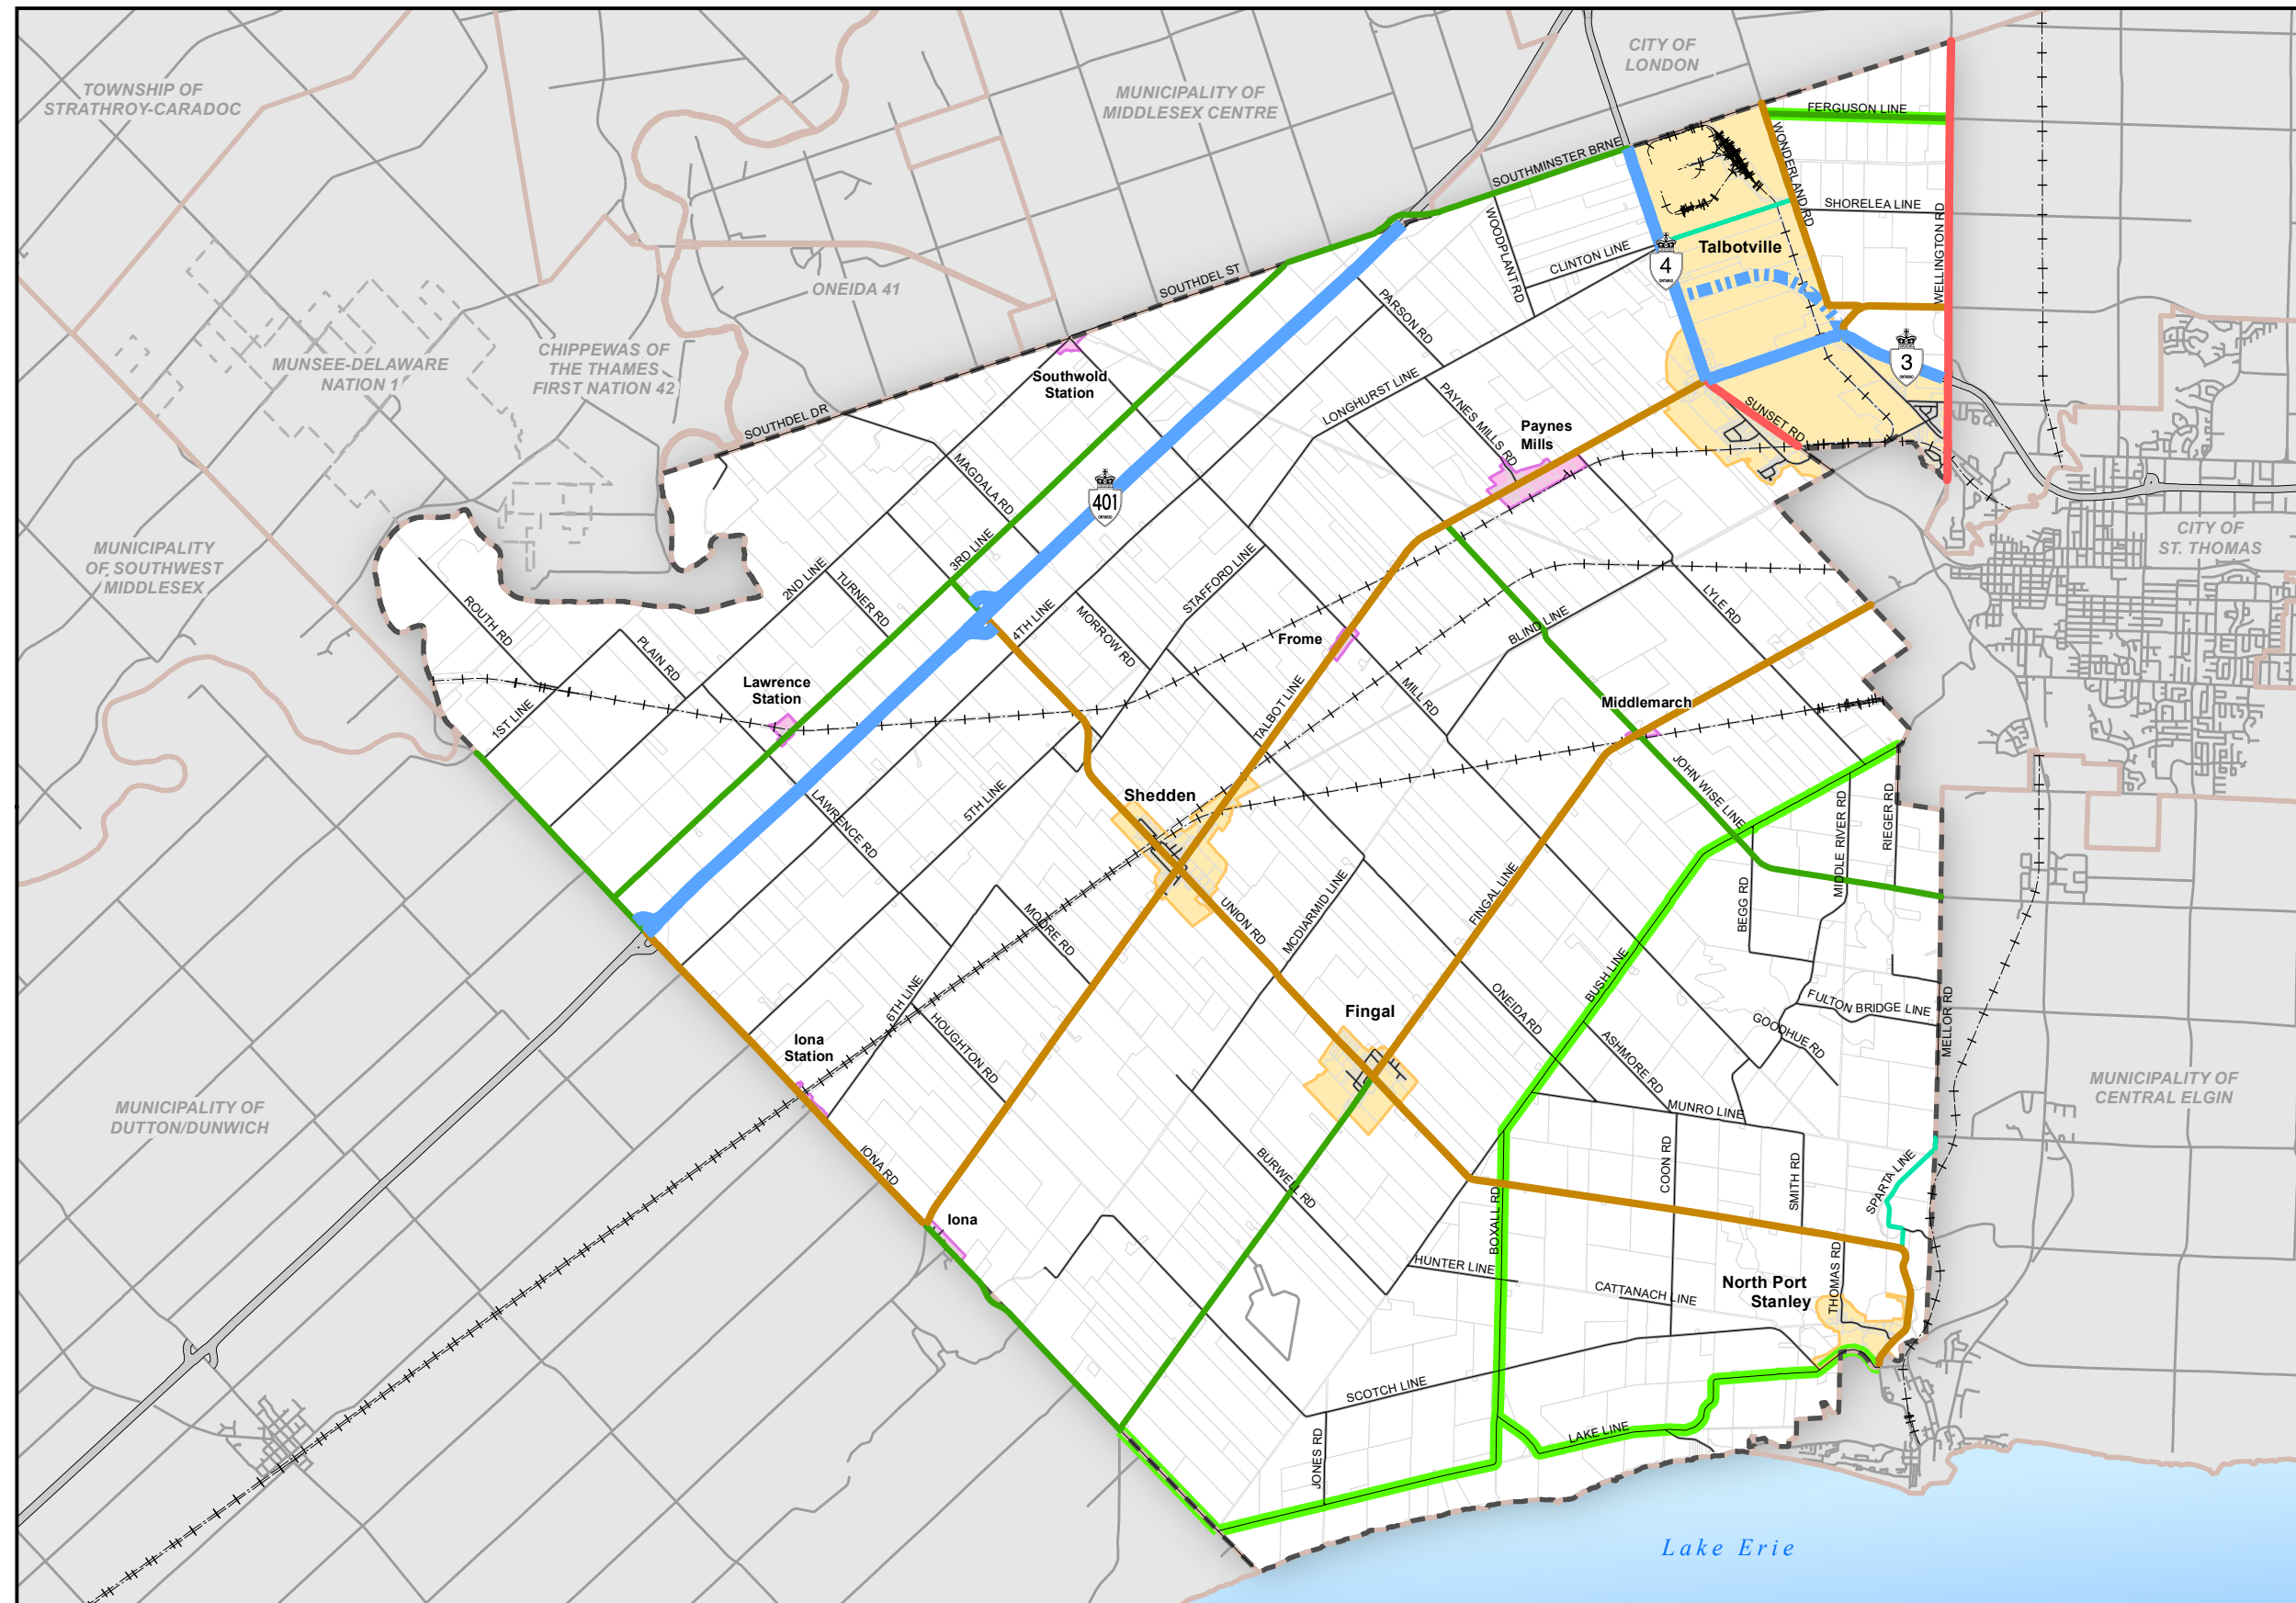 TOWNSHIP OF
STRATHROY-CARADOC
MUNICIPALITY OF
MIDDLESEX CENTRE
CITY OF
LONDON
FERGUSON LINE
WONDERLAND RD
SOUTHMINSTER BRNE
SHORELEA LINE
WELLINGTON RD
WOODPLANT RD
CLINTON LINE
4
ONTARIO
Talbotville
SOUTHDEL ST
ONEIDA 41
PARSON RD
3
ONTARIO
MUNSEE-DELAWARE
NATION 1
CHIPPEWAS OF
THE THAMES
FIRST NATION 42
Southwold
Station
LONGHURST LINE
PAYNES MILLS RD
SUNSET RD
SOUTHDEL DR
Paynes
Mills
MAGDALA RD
401
ONTARIO
CITY OF
ST. THOMAS
MUNICIPALITY
OF SOUTHWEST
MIDDLESEX
3RD LINE
2ND LINE
TURNER RD
STAFFORD LINE
4TH LINE
MORROW RD
ROUTH RD
PLAIN RD
Frome
BLIND LINE
LYLE RD
Lawrence
Station
1ST LINE
TALBOT LINE
MILL RD
Middlemarch
JOHN WISE LINE
Shedden
LAWRENCE RD
5TH LINE
MIDDLE RIVER RD
RIEGER RD
BEGG RD
MOORE RD
UNION RD
MCDIARMID LINE
FINGAL LINE
BUSH LINE
ONEIDA RD
6TH LINE
HOUGHTON RD
Fingal
FULTON BRIDGE LINE
GOODHUE RD
MELLOR RD
Iona
Station
ASHMORE RD
MUNRO LINE
MUNICIPALITY OF
DUTTON/DUNWICH
MUNICIPALITY OF
CENTRAL ELGIN
IONA RD
BURWELL RD
COON RD
SMITH RD
SPARTA LINE
BOXALL RD
Iona
HUNTER LINE
CATTANACH LINE
North Port
Stanley
THOMAS RD
SCOTCH LINE
JONES RD
LAKE LINE
Lake Erie